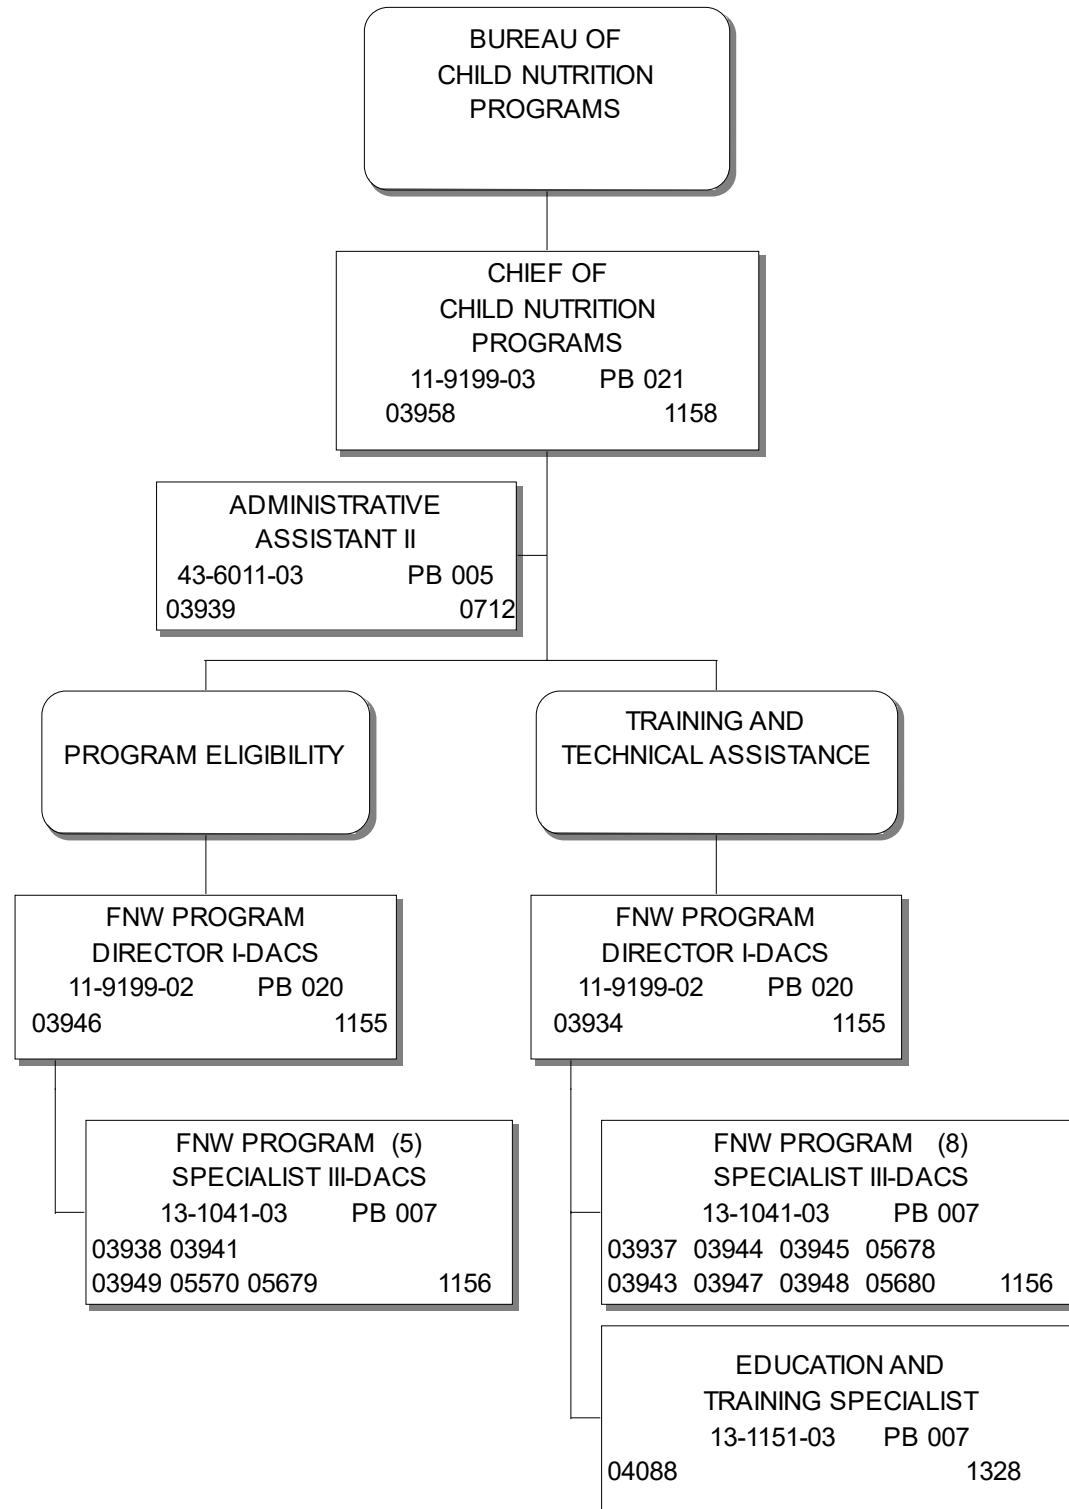 BUREAU OF
CHILD NUTRITION
PROGRAMS
CHIEF OF
CHILD NUTRITION
PROGRAMS
11-9199-03 PB 021
03958 1158
ADMINISTRATIVE
ASSISTANT II
43-6011-03 PB 005
03939 0712
PROGRAM ELIGIBILITY
TRAINING AND
TECHNICAL ASSISTANCE
FNW PROGRAM
DIRECTOR I-DACS
11-9199-02 PB 020
03946 1155
FNW PROGRAM
DIRECTOR I-DACS
11-9199-02 PB 020
03934 1155
FNW PROGRAM (5)
SPECIALIST III-DACS
13-1041-03 PB 007
03938 03941
03949 05570 05679 1156
FNW PROGRAM (8)
SPECIALIST III-DACS
13-1041-03 PB 007
03937 03944 03945 05678
03943 03947 03948 05680 1156
EDUCATION AND
TRAINING SPECIALIST
13-1151-03 PB 007
04088 1328